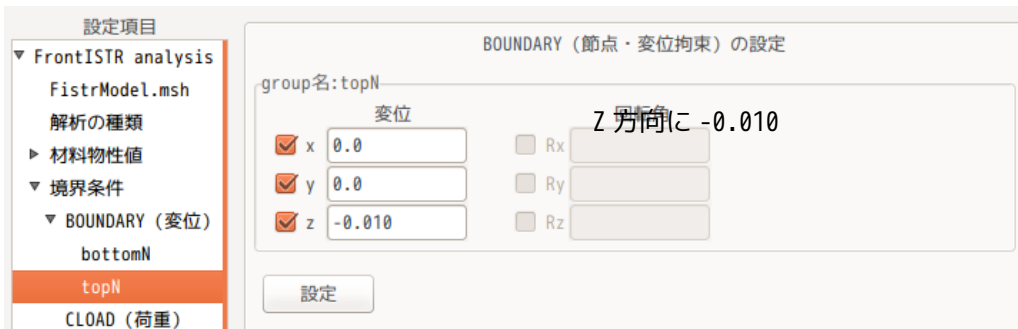 設定項目
▼ FrontISTR analysis
FistrModel.msh
解析の種類
▶ 材料物性値
▼ 境界条件
▼ BOUNDARY (変位)
bottomN
topN
CLOAD (荷重)
BOUNDARY (節点・変位拘束) の設定
group名:topN
変位
回転角
Z 方向に -0.010
x 0.0
Rx
y 0.0
Ry
z -0.010
Rz
設定